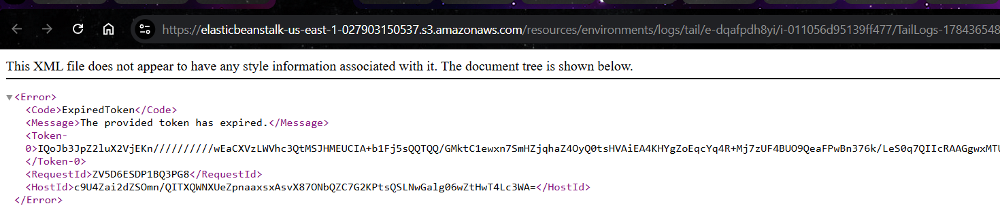 https://elasticbeanstalk-us-east-1-027903150537.s3.amazonaws.com/resources/environments/logs/tail/e-dqafpdh8yi/i-011056d95139ff477/TailLogs-178436548
This XML file does not appear to have any style information associated with it. The document tree is shown below.
▼<Error>
<Code>ExpiredToken</Code>
<Message>The provided token has expired.</Message>
<Token-
0>IQoJb3JpZ2luX2VjEKn//////////wEaCXVzLWVhc3QtMSJHMEUCIA+b1Fj5sQQTQQ/GMktC1ewxn7SmHZjqhaZ4OyQ0tsHVAiEA4KHYgZoEqcYq4R+Mj7zUF4BUO9QeaFPwBn376k/LeS0q7QIIcRAAGgwxMTU
</Token-0>
<RequestId>ZV5D6ESDP1BQ3PG8</RequestId>
<HostId>c9U4Zai2dZSOmn/QITXQWNXUeZpnaaxsxAsvX87ONbQZC7G2KPtsQSLNwGalg06wZtHwT4Lc3WA=</HostId>
</Error>